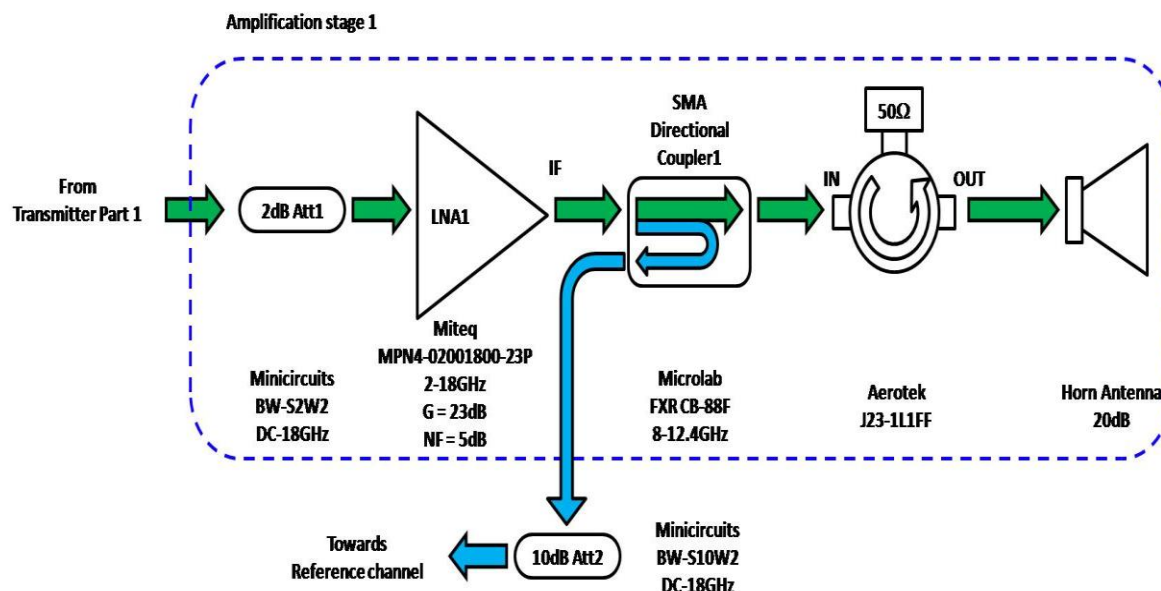 Amplification stage 1
From
Transmitter Part 1
2dB Att1
LNA1
IF
SMA
Directional
Coupler1
50Ω
IN
OUT
Minicircuits
BW-S2W2
DC-18GHz
Miteq
MPN4-02001800-23P
2-18GHz
G = 23dB
NF = 5dB
Microlab
FXR CB-88F
8-12.4GHz
Aerotek
J23-1L1FF
Horn Antenna
20dB
Towards
Reference channel
10dB Att2
Minicircuits
BW-S10W2
DC-18GHz